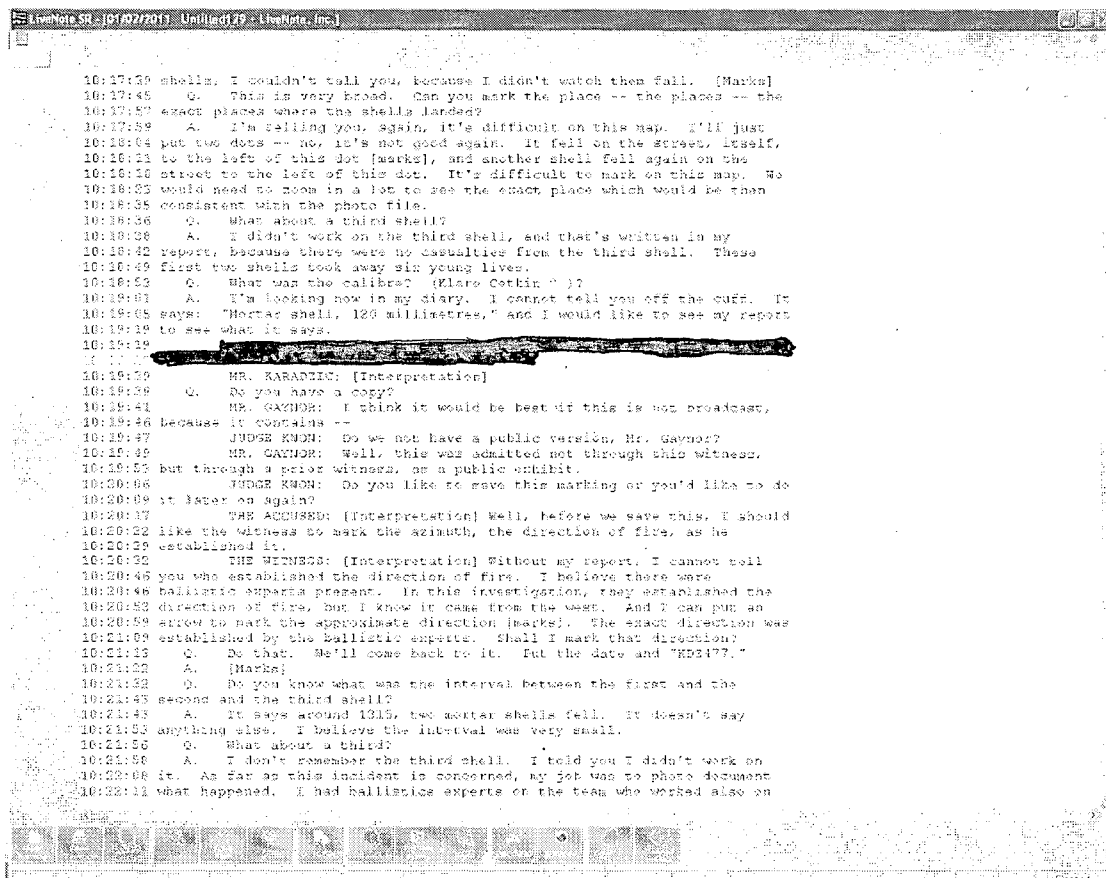 LiveNote SR - [01/02/2011 Untitled129 - LiveNote, Inc.]
10:17:39 shells, I couldn't tell you, because I didn't watch them fall. [Marks]
10:17:45 Q. This is very broad. Can you mark the place -- the places -- the
10:17:57 exact places where the shells landed?
10:17:59 A. I'm telling you, again, it's difficult on this map. I'll just
10:18:04 put two dots -- no, it's not good again. It fell on the street, itself,
10:18:11 to the left of this dot [marks], and another shell fell again on the
10:18:18 street to the left of this dot. It's difficult to mark on this map. We
10:18:25 would need to zoom in a lot to see the exact place which would be then
10:18:35 consistent with the photo file.
10:18:36 Q. What about a third shell?
10:18:38 A. I didn't work on the third shell, and that's written in my
10:18:42 report, because there were no casualties from the third shell. These
10:18:49 first two shells took away six young lives.
10:18:53 Q. What was the calibre? (Klare Cetkin ^ )?
10:19:01 A. I'm looking now in my diary. I cannot tell you off the cuff. It
10:19:05 says: "Mortar shell, 120 millimetres," and I would like to see my report
10:19:19 to see what it says.
10:19:19
10:19:39 MR. KARADZIC: [Interpretation]
10:19:39 Q. Do you have a copy?
10:19:41 MR. GAYNOR: I think it would be best if this is not broadcast,
10:19:46 because it contains --
10:19:47 JUDGE KWON: Do we not have a public version, Mr. Gaynor?
10:19:49 MR. GAYNOR: Well, this was admitted not through this witness,
10:19:53 but through a prior witness, as a public exhibit.
10:20:06 JUDGE KWON: Do you like to save this marking or you'd like to do
10:20:09 it later on again?
10:20:17 THE ACCUSED: [Interpretation] Well, before we save this, I should
10:20:22 like the witness to mark the azimuth, the direction of fire, as he
10:20:29 established it.
10:20:32 THE WITNESS: [Interpretation] Without my report, I cannot tell
10:20:46 you who established the direction of fire. I believe there were
10:20:46 ballistic experts present. In this investigation, they established the
10:20:52 direction of fire, but I know it came from the west. And I can put an
10:20:59 arrow to mark the approximate direction [marks]. The exact direction was
10:21:09 established by the ballistic experts. Shall I mark that direction?
10:21:13 Q. Do that. We'll come back to it. Put the date and "KDZ477."
10:21:22 A. [Marks]
10:21:32 Q. Do you know what was the interval between the first and the
10:21:43 second and the third shell?
10:21:43 A. It says around 1315, two mortar shells fell. It doesn't say
10:21:53 anything else. I believe the interval was very small.
10:21:56 Q. What about a third?
10:21:58 A. I don't remember the third shell. I told you I didn't work on
10:22:08 it. As far as this incident is concerned, my job was to photo document
10:22:11 what happened. I had ballistics experts on the team who worked also on